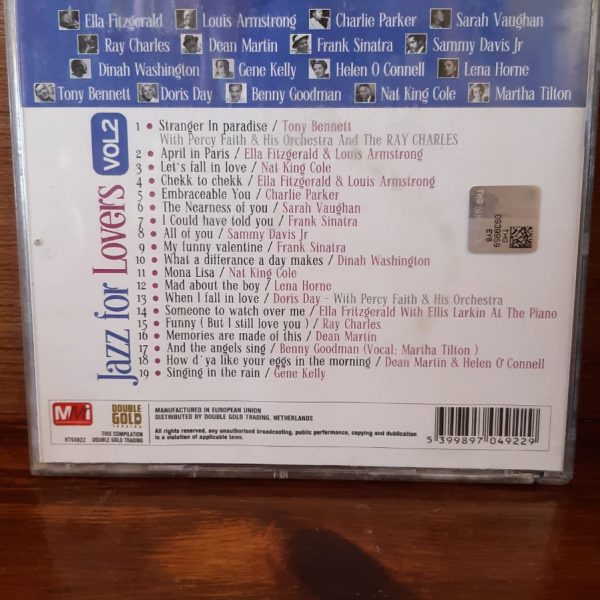 Ella Fitzgerald Louis Armstrong Charlie Parker Sarah Vaughan
Ray Charles Dean Martin Frank Sinatra Sammy Davis Jr
Dinah Washington Gene Kelly Helen O Connell Lena Horne
Tony Bennett Doris Day Benny Goodman Nat King Cole Martha Tilton
Jazz for Lovers VOL2
1 • Stranger In paradise / Tony Bennett
With Percy Faith & His Orchestra And The RAY CHARLES
2 • April in Paris / Ella Fitzgerald & Louis Armstrong
3 • Let's fall in love / Nat King Cole
4 • Chekk to chekk / Ella Fitzgerald & Louis Armstrong
5 • Embraceable You / Charlie Parker
6 • The Nearness of you / Sarah Vaughan
7 • I Could have told you / Frank Sinatra
8 • All of you / Sammy Davis Jr
9 • My funny valentine / Frank Sinatra
10 • What a differance a day makes / Dinah Washington
11 • Mona Lisa / Nat King Cole
12 • Mad about the boy / Lena Horne
13 • When I fall in love / Doris Day - With Percy Faith & His Orchestra
14 • Someone to watch over me / Ella Fritzgerald With Ellis Larkin At The Piano
15 • Funny ( But I still love you ) / Ray Charles
16 • Memories are made of this / Dean Martin
17 • And the angels sing / Benny Goodman (Vocal: Martha Tilton )
18 • How d'ya like your eggs in the morning / Dean Martin & Helen O'Connell
19 • Singing in the rain / Gene Kelly
THG
0939959
EYB
MMi
DOUBLE
GOLD
TRADING
THIS COMPILATION
9704922 DOUBLE GOLD TRADING
MANUFACTURED IN EUROPEAN UNION
DISTRIBUTED BY DOUBLE GOLD TRADING, NETHERLANDS
All rights reserved, any unauthorised broadcasting, public performance, copying and dublication
is a violation of applicable laws.
5 399897 049229